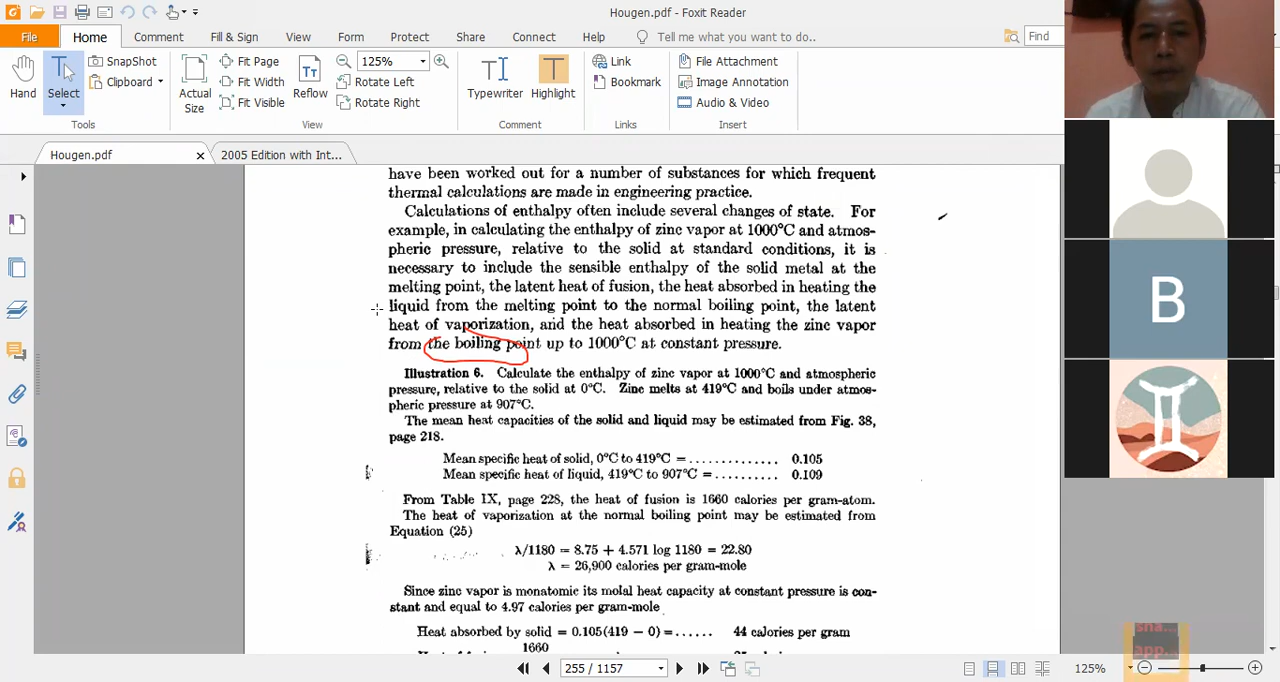 Hougen.pdf - Foxit Reader
File Home Comment Fill & Sign View Form Protect Share Connect Help Tell me what you want to do.. Find
Hand
Select
SnapShot
Clipboard
Tools
Actual Size
Fit Page
Fit Width
Fit Visible
Reflow
125%
Rotate Left
Rotate Right
View
Typewriter
Highlight
Comment
Link
Bookmark
Links
File Attachment
Image Annotation
Audio & Video
Insert
Hougen.pdf
2005 Edition with Int...
have been worked out for a number of substances for which frequent
thermal calculations are made in engineering practice.
Calculations of enthalpy often include several changes of state. For
example, in calculating the enthalpy of zinc vapor at 1000°C and atmos-
pheric pressure, relative to the solid at standard conditions, it is
necessary to include the sensible enthalpy of the solid metal at the
melting point, the latent heat of fusion, the heat absorbed in heating the
liquid from the melting point to the normal boiling point, the latent
heat of vaporization, and the heat absorbed in heating the zinc vapor
from the boiling point up to 1000°C at constant pressure.
Illustration 6. Calculate the enthalpy of zinc vapor at 1000°C and atmospheric
pressure, relative to the solid at 0°C. Zinc melts at 419°C and boils under atmos-
pheric pressure at 907°C.
The mean heat capacities of the solid and liquid may be estimated from Fig. 38,
page 218.
Mean specific heat of solid, 0°C to 419°C = ............. 0.105
Mean specific heat of liquid, 419°C to 907°C = .......... 0.109
From Table IX, page 228, the heat of fusion is 1660 calories per gram-atom.
The heat of vaporization at the normal boiling point may be estimated from
Equation (25)
λ/1180 = 8.75 + 4.571 log 1180 = 22.80
λ = 26,900 calories per gram-mole
Since zinc vapor is monatomic its molal heat capacity at constant pressure is con-
stant and equal to 4.97 calories per gram-mole
Heat absorbed by solid = 0.105(419 − 0) = ...... 44 calories per gram
1660
B
255 / 1157
125%